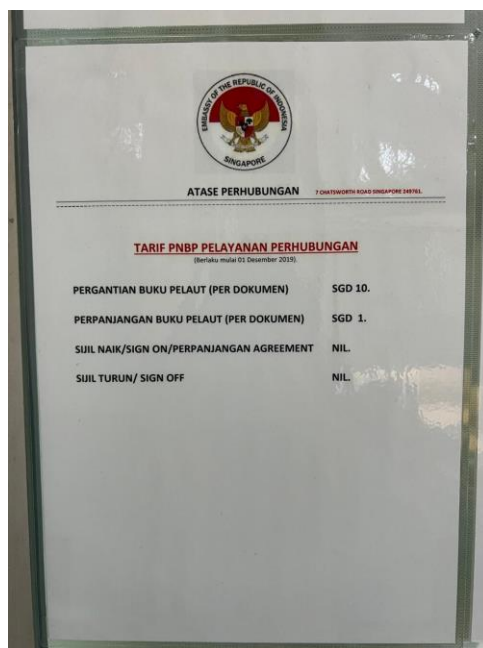 EMBASSY OF THE REPUBLIC OF INDONESIA
SINGAPORE
ATASE PERHUBUNGAN 7 CHATSWORTH ROAD SINGAPORE 249761.
TARIF PNBP PELAYANAN PERHUBUNGAN
(Berlaku mulai 01 Desember 2019).
PERGANTIAN BUKU PELAUT (PER DOKUMEN) SGD 10.
PERPANJANGAN BUKU PELAUT (PER DOKUMEN) SGD 1.
SIJIL NAIK/SIGN ON/PERPANJANGAN AGREEMENT NIL.
SIJIL TURUN/ SIGN OFF NIL.